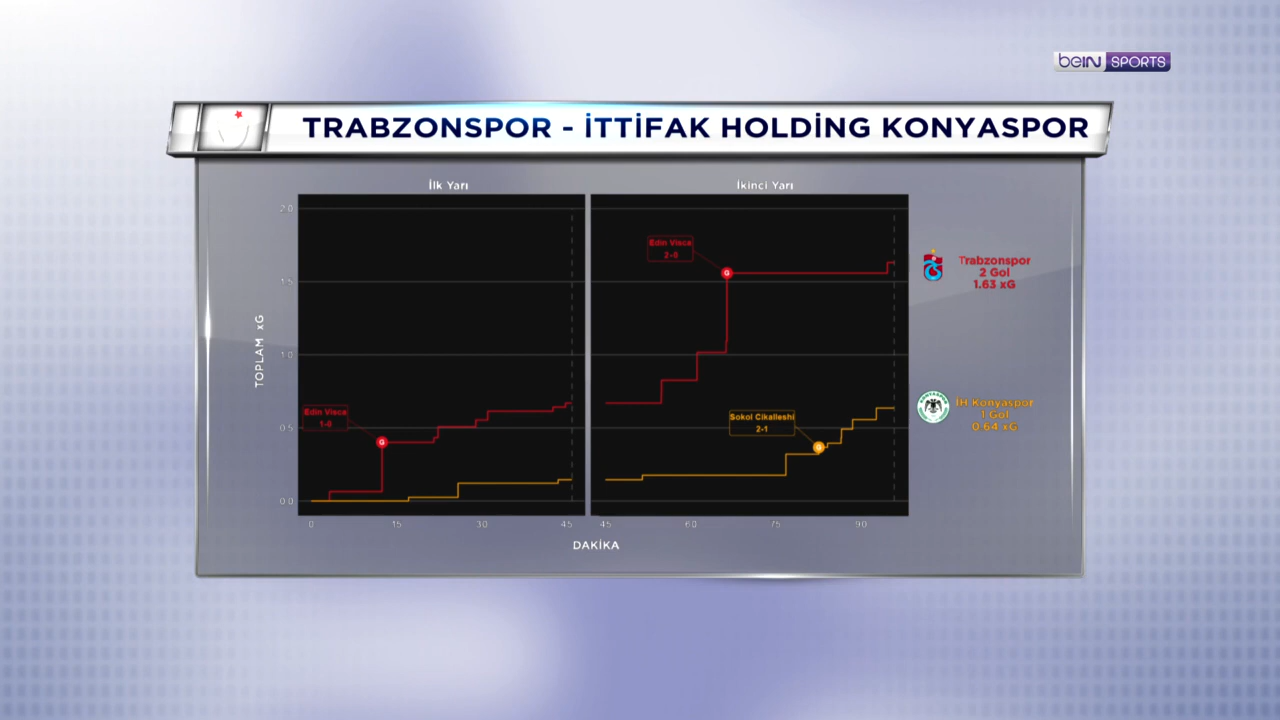 beIN SPORTS
TRABZONSPOR - İTTİFAK HOLDİNG KONYASPOR
İlk Yarı
İkinci Yarı
2.0
1.5
1.0
0.5
0.0
TOPLAM xG
Edin Visca
1-0
G
Edin Visca
2-0
G
Sokol Cikalleshi
2-1
G
0
15
30
45
45
60
75
90
DAKİKA
Trabzonspor
2 Gol
1.63 xG
KONYASPOR
İH Konyaspor
1 Gol
0.64 xG